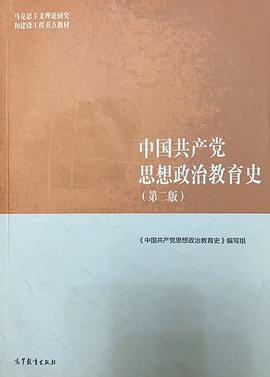 马克思主义理论研究
和建设工程重点教材
中国共产党
思想政治教育史
(第二版)
《中国共产党思想政治教育史》编写组
高等教育出版社